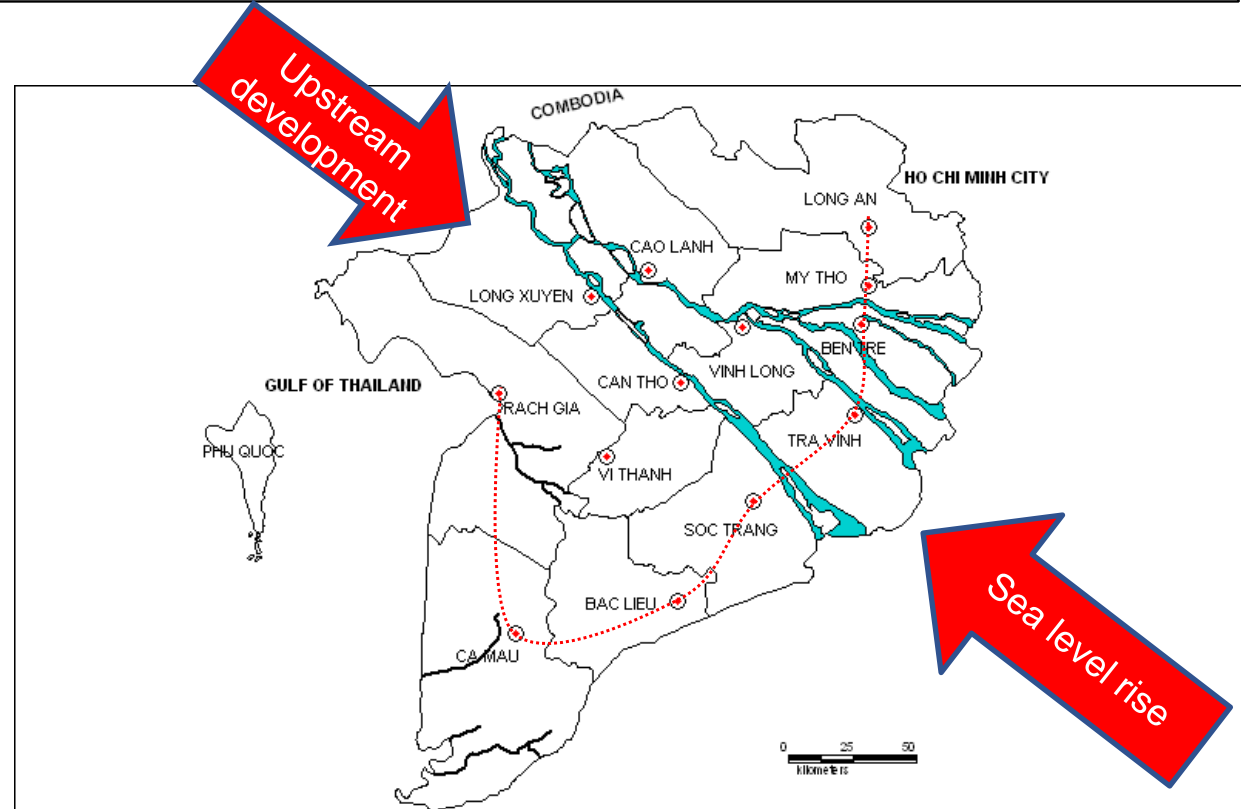 Upstream
development
COMBODIA
HO CHI MINH CITY
LONG AN
CAO LANH
MY THO
LONG XUYEN
BEN TRE
VINH LONG
GULF OF THAILAND
CAN THO
RACH GIA
TRA VINH
PHU QUOC
VI THANH
SOC TRANG
BAC LIEU
Sea level rise
CA MAU
0 25 50
kilometers